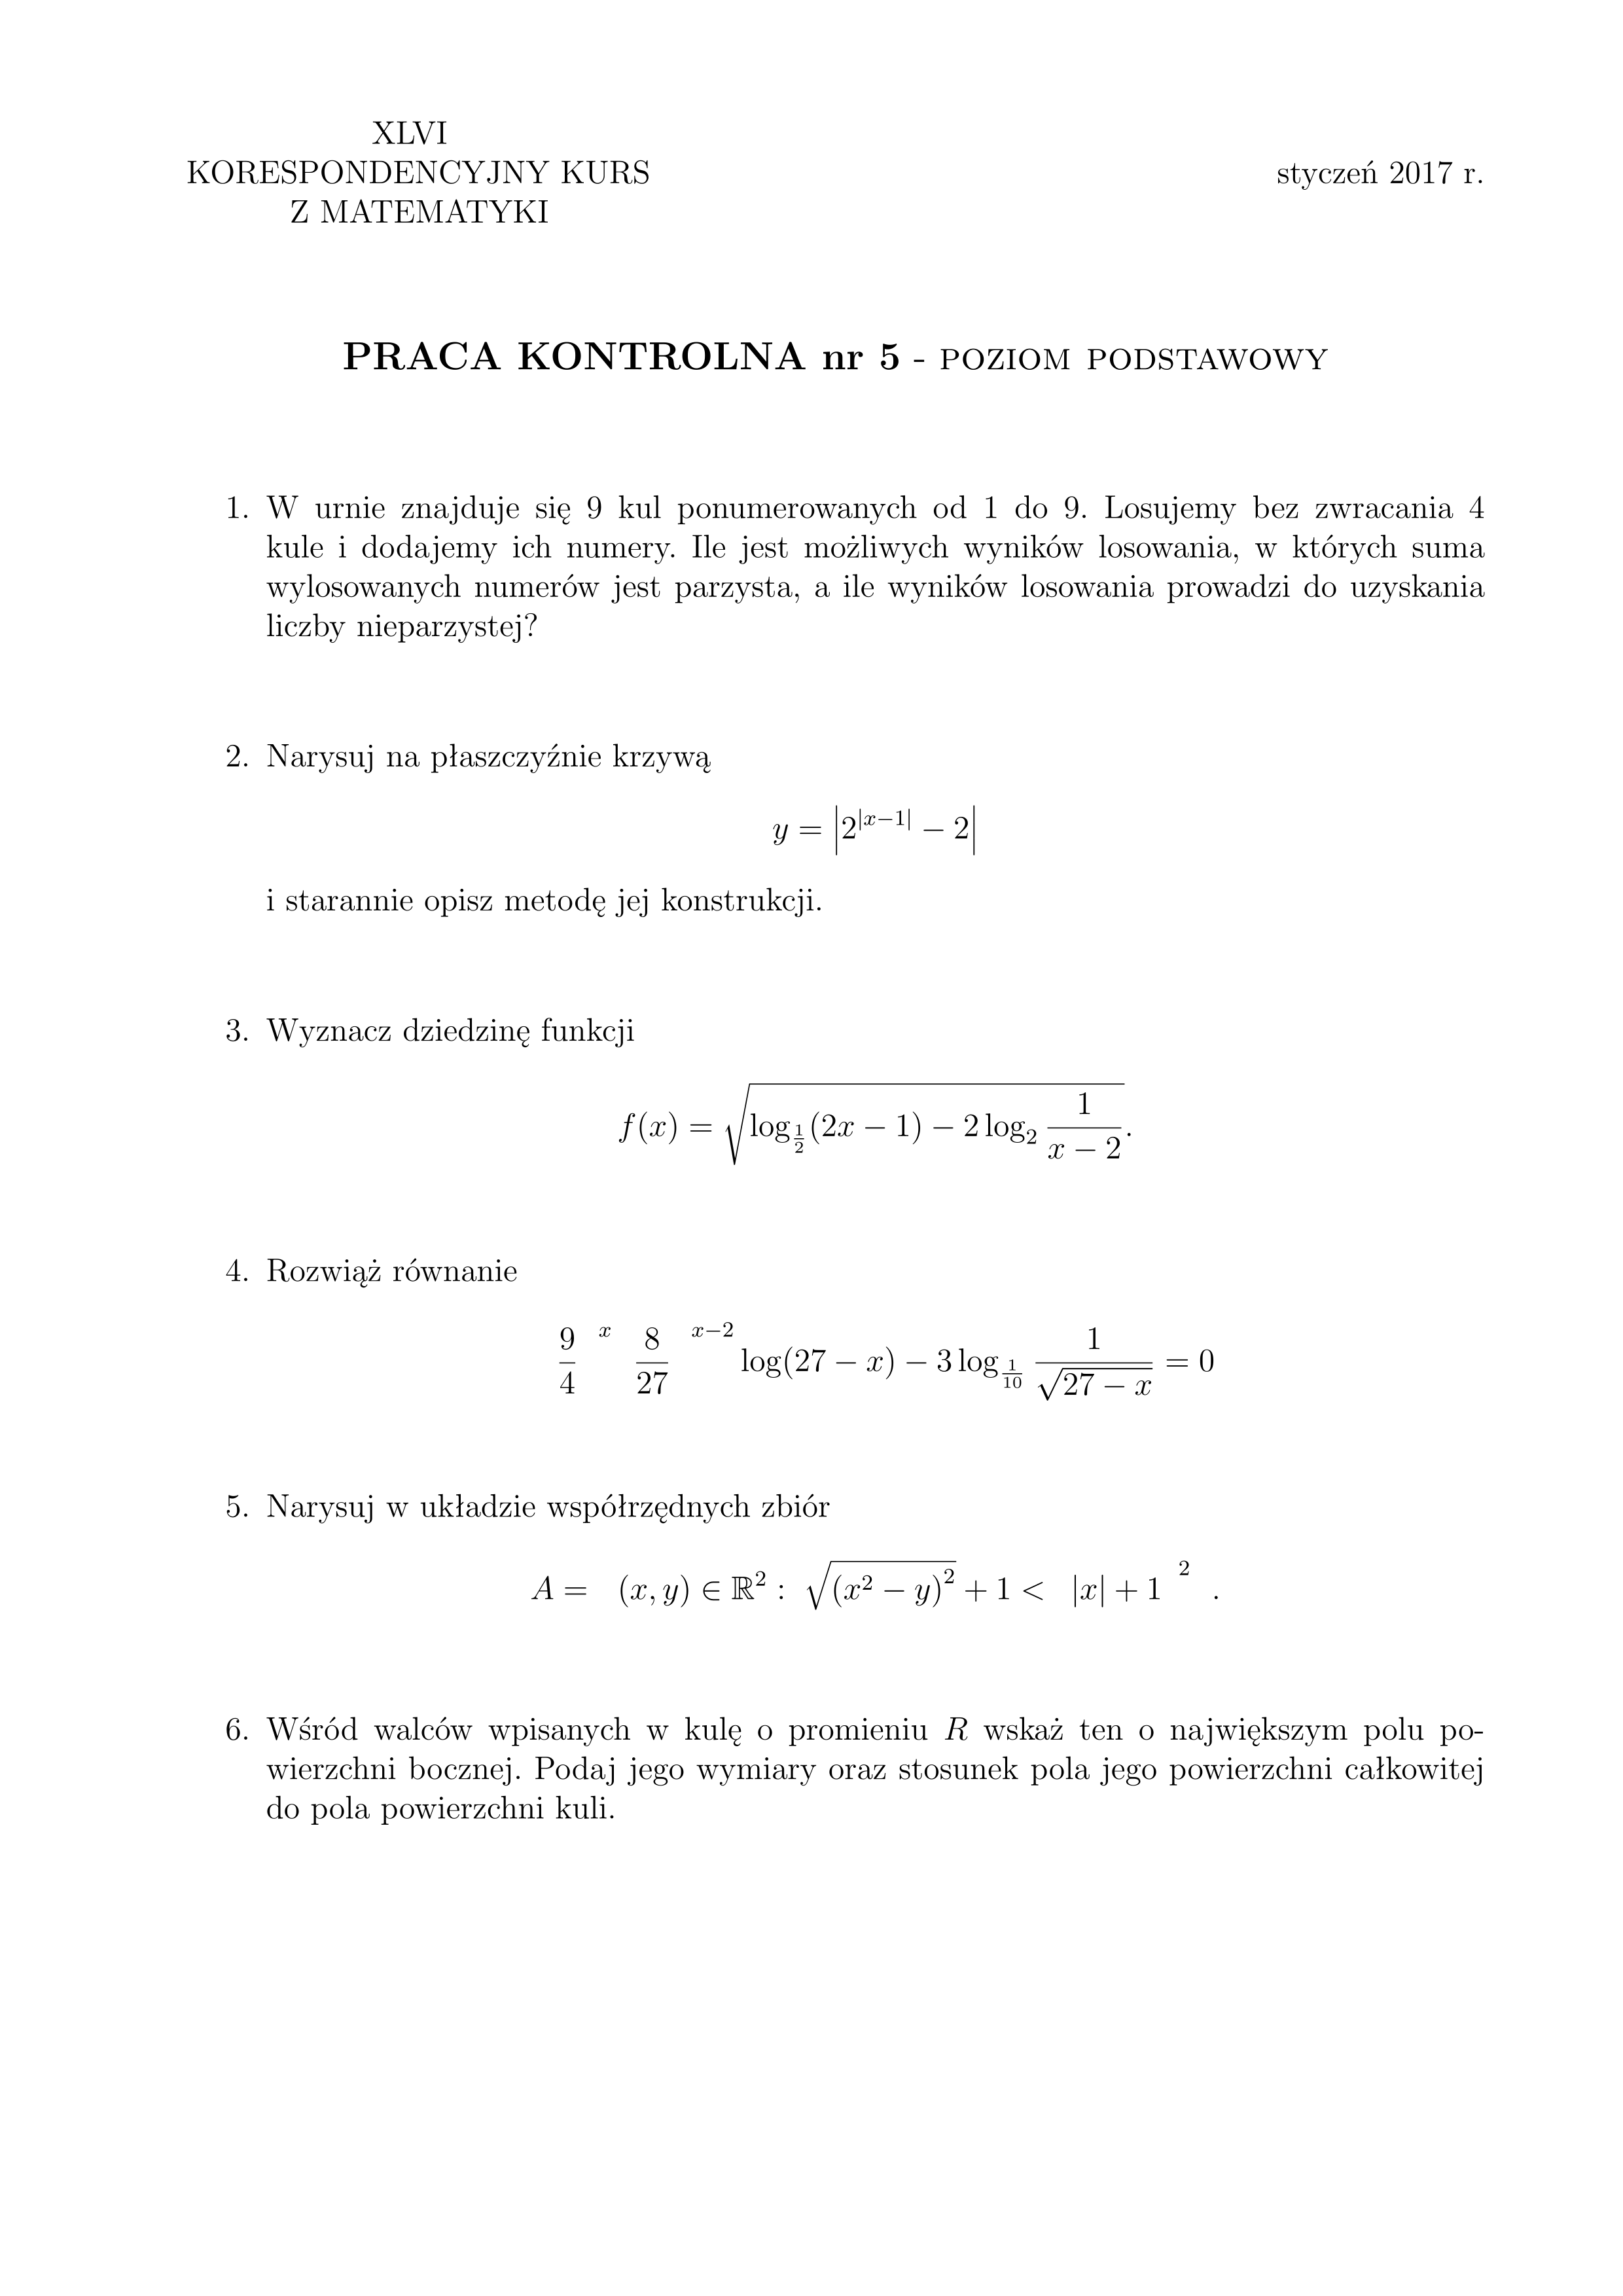 XLVI
KORESPONDENCYJNY KURS
Z MATEMATYKI
styczeń 2017 r.
PRACA KONTROLNA nr 5 - POZIOM PODSTAWOWY
1. W urnie znajduje się 9 kul ponumerowanych od 1 do 9. Losujemy bez zwracania 4
kule i dodajemy ich numery. Ile jest możliwych wyników losowania, w których suma
wylosowanych numerów jest parzysta, a ile wyników losowania prowadzi do uzyskania
liczby nieparzystej?
2. Narysuj na płaszczyźnie krzywą
$y = \left|2^{|x-1|} - 2\right|$
i starannie opisz metodę jej konstrukcji.
3. Wyznacz dziedzinę funkcji
$f(x) = \sqrt{\log_{\frac{1}{2}}(2x-1) - 2\log_2 \frac{1}{x-2}}.$
4. Rozwiąż równanie
$\frac{9}{4}^{x} \frac{8}{27}^{x-2} \log(27-x) - 3\log_{\frac{1}{10}} \frac{1}{\sqrt{27-x}} = 0$
5. Narysuj w układzie współrzędnych zbiór
$A = (x,y) \in \mathbb{R}^2 : \sqrt{(x^2-y)^2} + 1 < |x| + 1^{2}.$
6. Wśród walców wpisanych w kulę o promieniu R wskaż ten o największym polu po-
wierzchni bocznej. Podaj jego wymiary oraz stosunek pola jego powierzchni całkowitej
do pola powierzchni kuli.